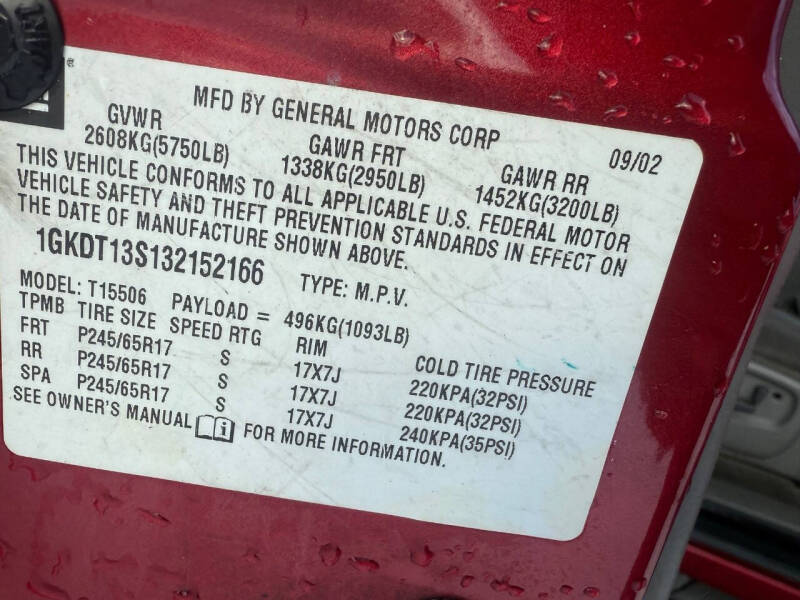 MFD BY GENERAL MOTORS CORP 09/02
GVWR GAWR FRT GAWR RR
2608KG(5750LB) 1338KG(2950LB) 1452KG(3200LB)
THIS VEHICLE CONFORMS TO ALL APPLICABLE U.S. FEDERAL MOTOR
VEHICLE SAFETY AND THEFT PREVENTION STANDARDS IN EFFECT ON
THE DATE OF MANUFACTURE SHOWN ABOVE.
1GKDT13S132152166 TYPE: M.P.V.
MODEL: T15506 PAYLOAD = 496KG(1093LB)
TPMB TIRE SIZE SPEED RTG RIM COLD TIRE PRESSURE
FRT P245/65R17 S 17X7J 220KPA(32PSI)
RR P245/65R17 S 17X7J 220KPA(32PSI)
SPA P245/65R17 S 17X7J 240KPA(35PSI)
SEE OWNER'S MANUAL FOR MORE INFORMATION.